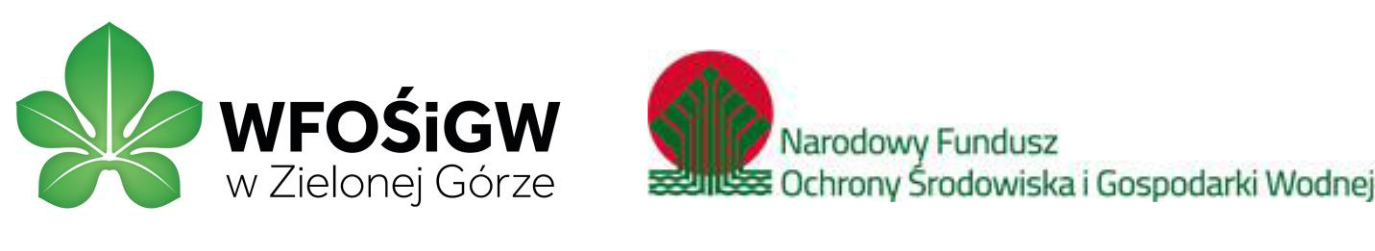 WFOŚiGW
w Zielonej Górze
Narodowy Fundusz
Ochrony Środowiska i Gospodarki Wodnej